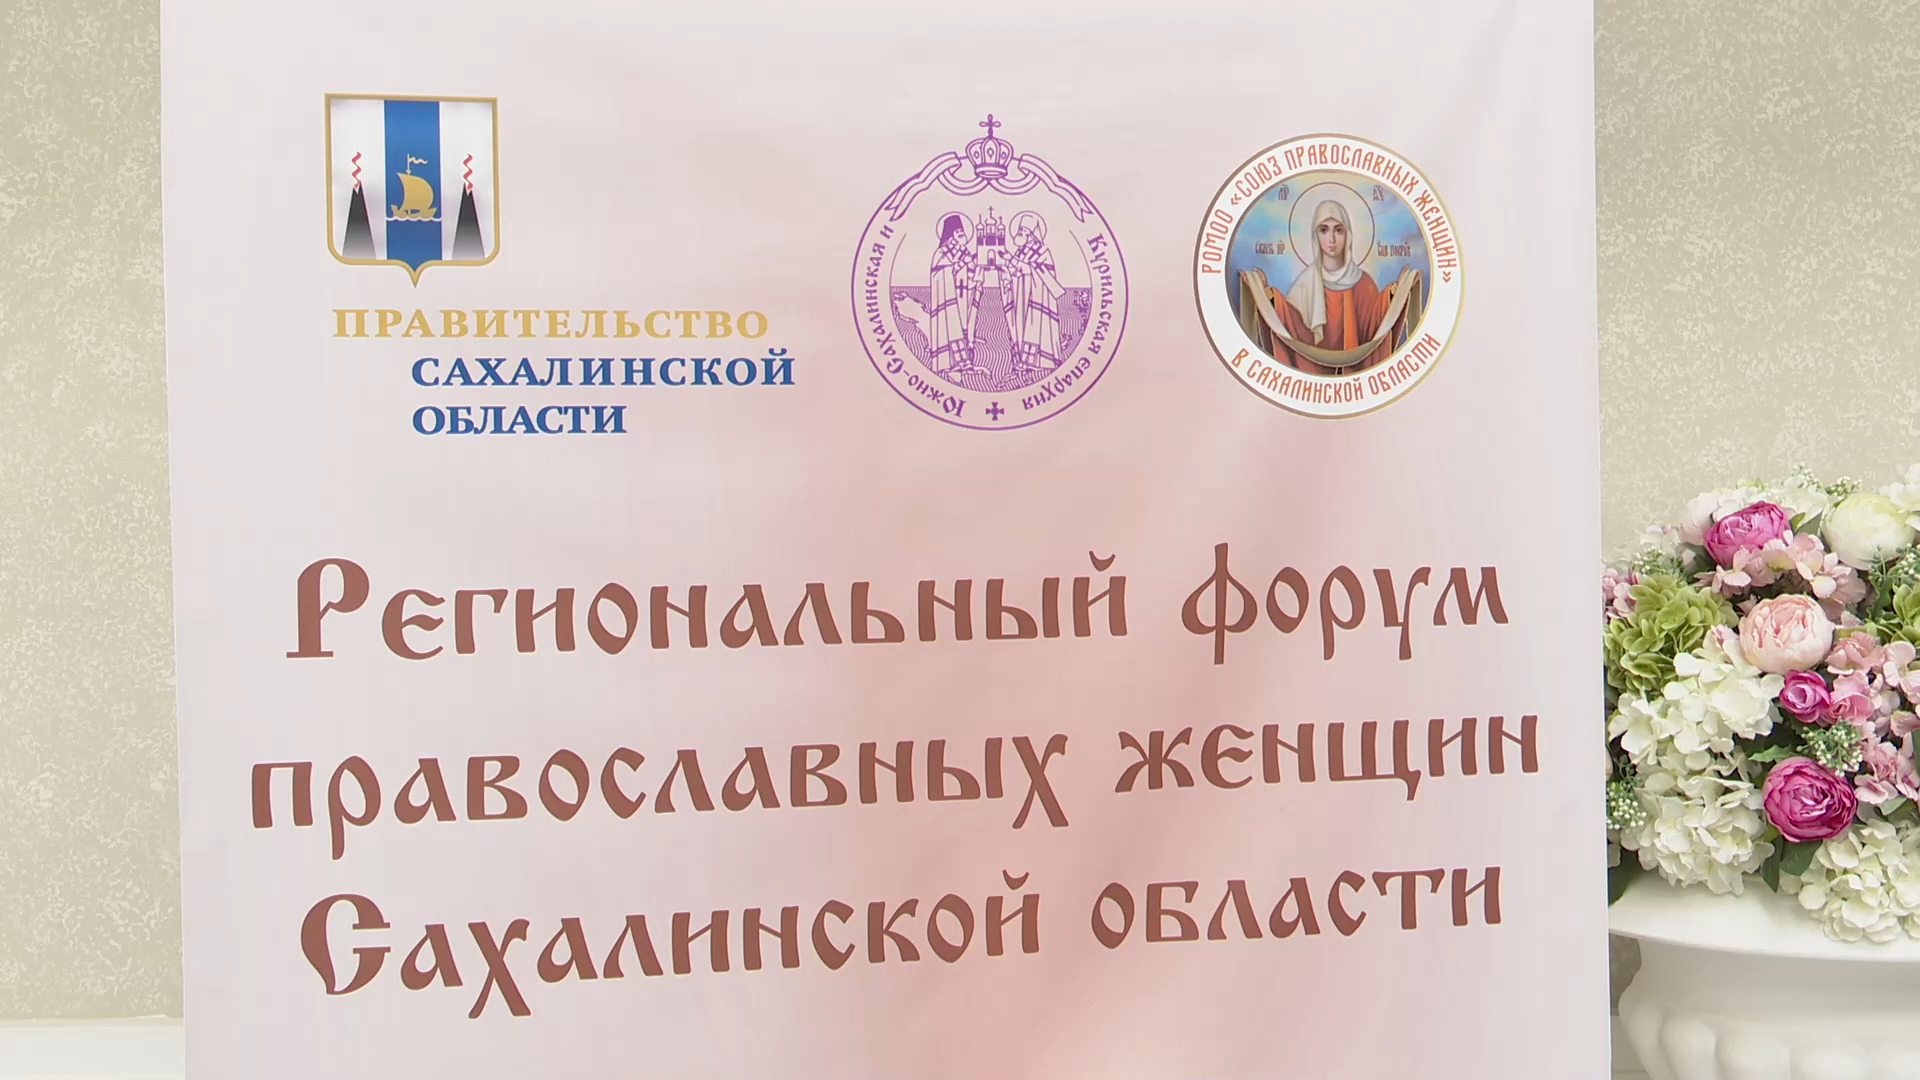 ПРАВИТЕЛЬСТВО
САХАЛИНСКОЙ
ОБЛАСТИ
Южно-Сахалинская и Курильская епархия
РОМОО «СОЮЗ ПРАВОСЛАВНЫХ ЖЕНЩИН»
В САХАЛИНСКОЙ ОБЛАСТИ
Региональный форум
православных женщин
Сахалинской области